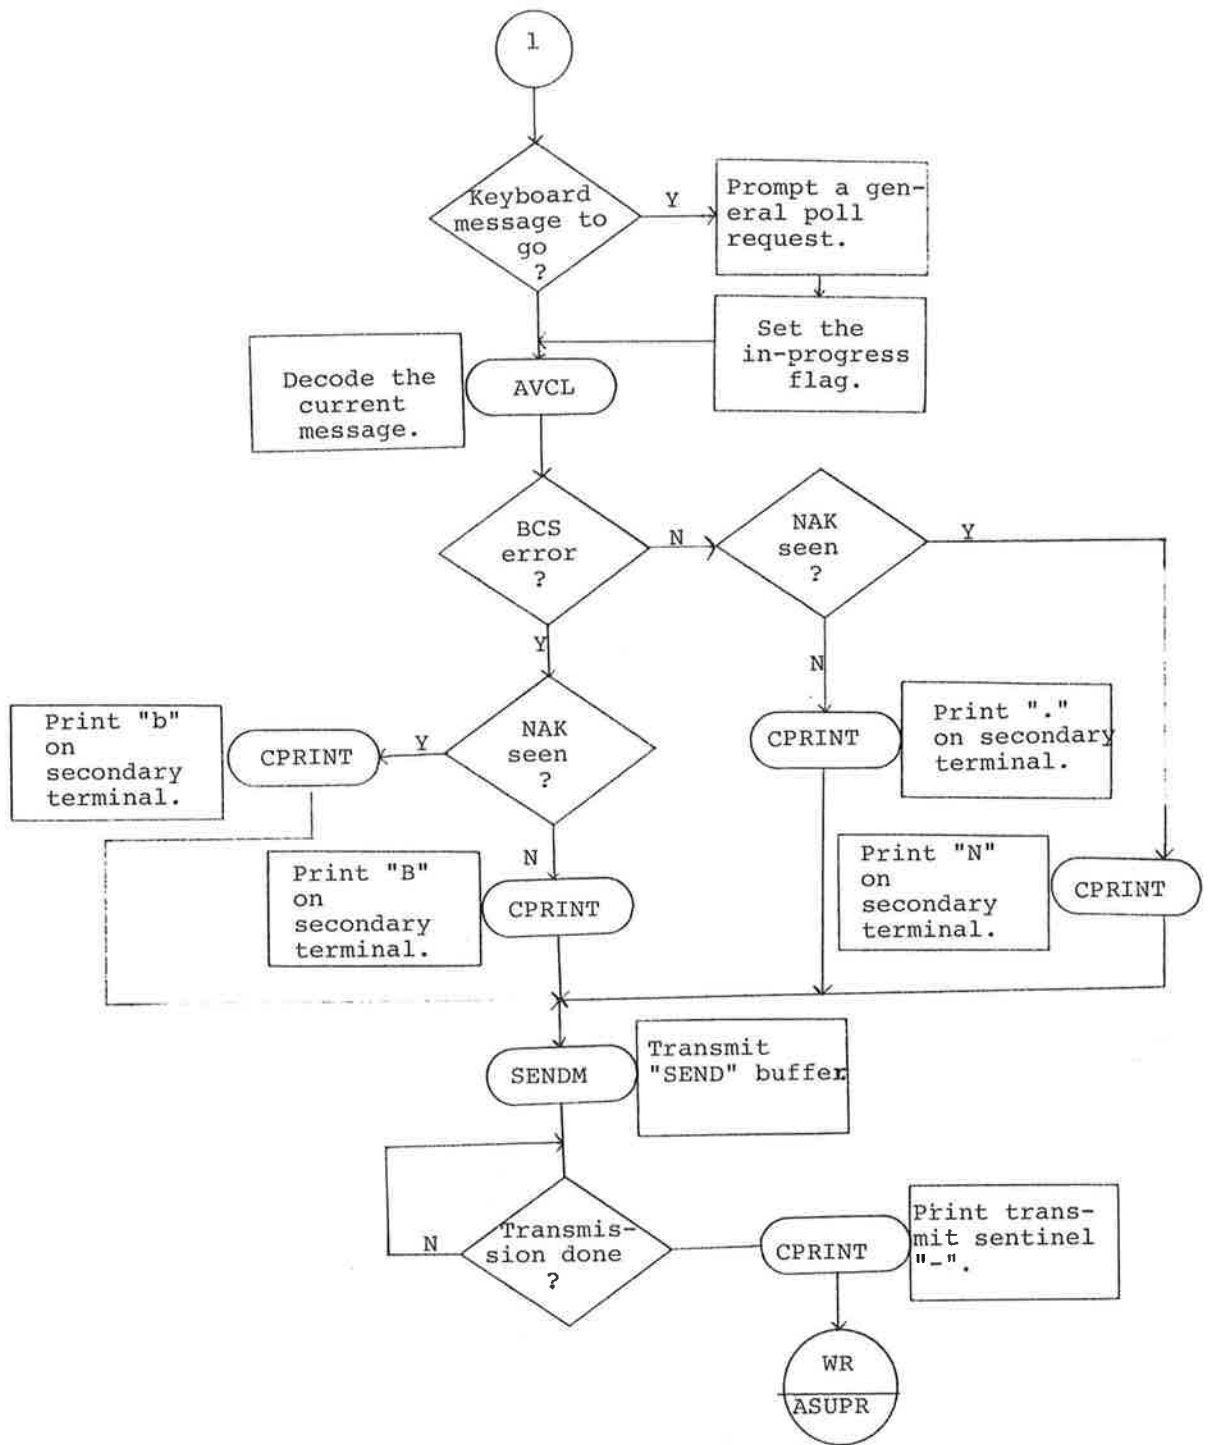 1
Keyboard
message to
go
?
Y
Prompt a gen-
eral poll
request.
Set the
in-progress
flag.
Decode the
current
message.
AVCL
BCS
error
?
N
NAK
seen
?
Y
Y
N
Print "b"
on
secondary
terminal.
CPRINT
Y
NAK
seen
?
CPRINT
Print "."
on secondary
terminal.
N
Print "B"
on
secondary
terminal.
CPRINT
Print "N"
on
secondary
terminal.
CPRINT
SENDM
Transmit
"SEND" buffer
N
Transmis-
sion done
?
CPRINT
Print trans-
mit sentinel
"-".
WR
ASUPR